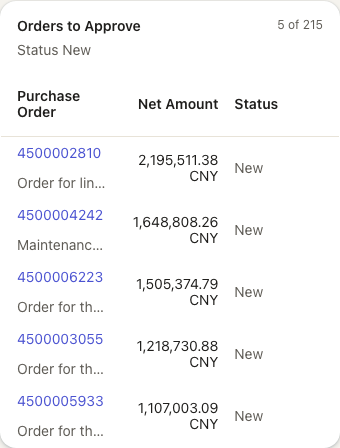 Orders to Approve 5 of 215
Status New
Purchase Order Net Amount Status
4500002810 2,195,511.38 CNY New
Order for lin...
4500004242 1,648,808.26 CNY New
Maintenanc...
4500006223 1,505,374.79 CNY New
Order for th...
4500003055 1,218,730.88 CNY New
Order for th...
4500005933 1,107,003.09 CNY New
Order for th...